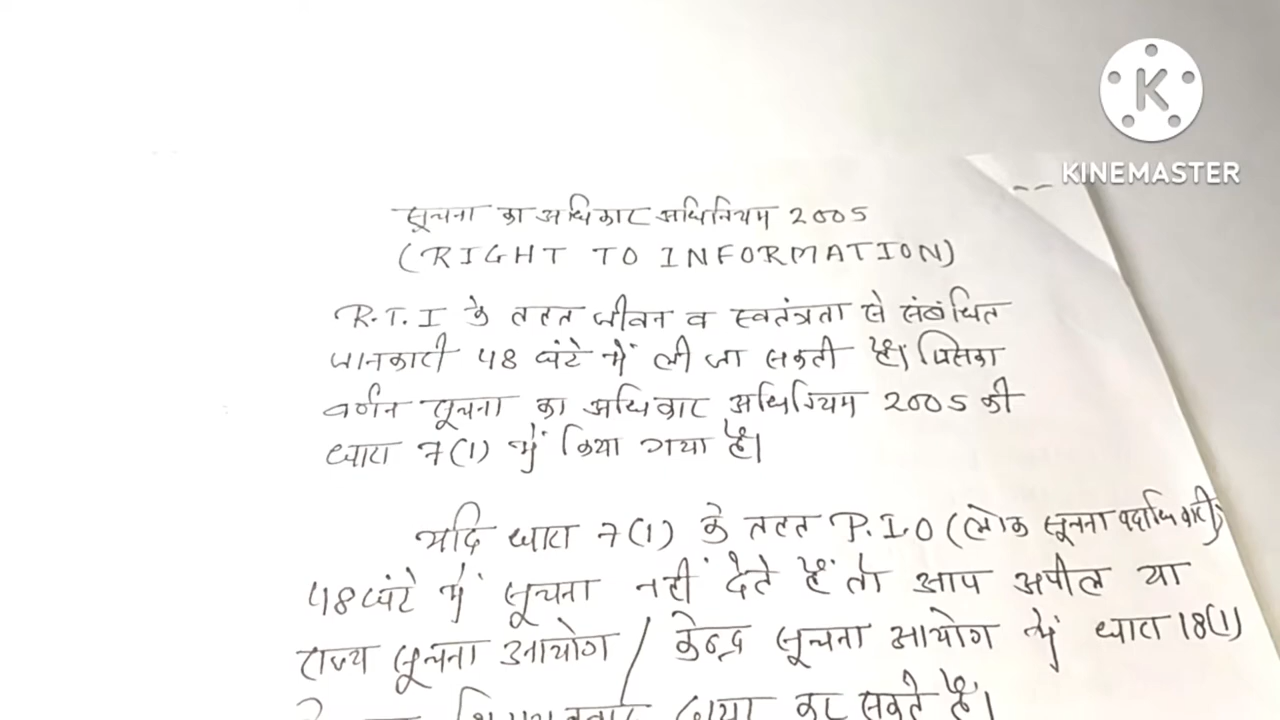 K
KINEMASTER
सूचना का अधिकार अधिनियम 2005
(RIGHT TO INFORMATION)
R.T.I के तहत जीवन व स्वतंत्रता से संबंधित
जानकारी 48 घंटे में ली जा सकती है। जिसका
वर्णन सूचना का अधिकार अधिनियम 2005 की
धारा 7(1) में किया गया है।
यदि धारा 7(1) के तहत P.I.O (लोक सूचना पदाधिकारी)
48 घंटे में सूचना नहीं देते हैं तो आप अपील या
राज्य सूचना आयोग / केन्द्र सूचना आयोग में धारा 18(1)
कर सकते हैं।